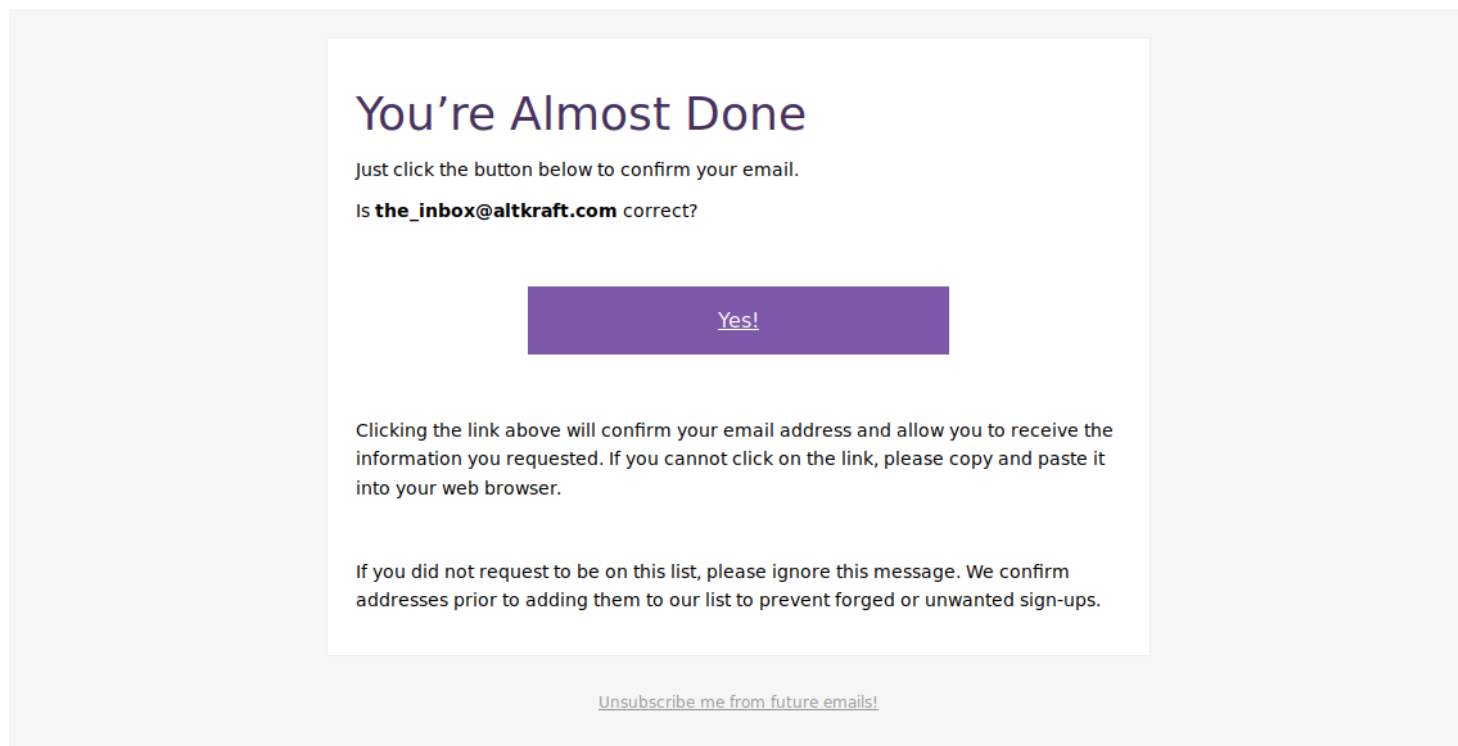 You’re Almost Done
Just click the button below to confirm your email.
Is the_inbox@altkraft.com correct?
Yes!
Clicking the link above will confirm your email address and allow you to receive the
information you requested. If you cannot click on the link, please copy and paste it
into your web browser.
If you did not request to be on this list, please ignore this message. We confirm
addresses prior to adding them to our list to prevent forged or unwanted sign-ups.
Unsubscribe me from future emails!